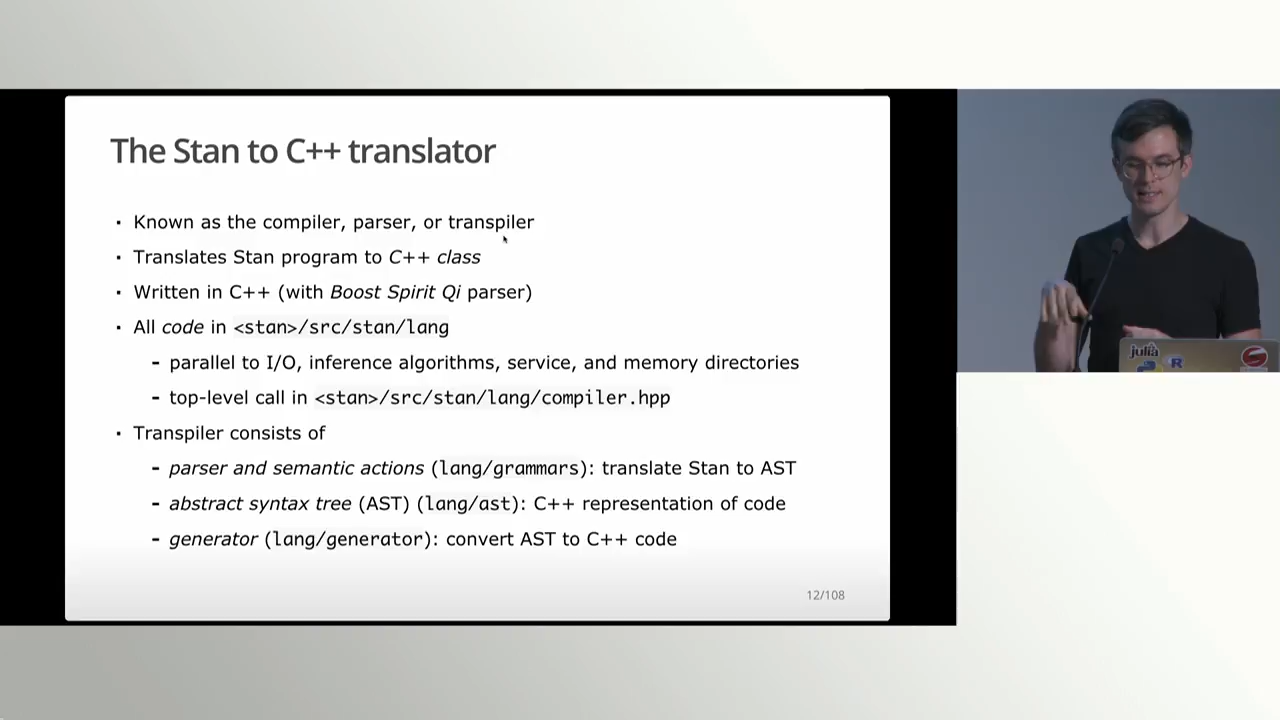 The Stan to C++ translator
· Known as the compiler, parser, or transpiler
· Translates Stan program to C++ class
· Written in C++ (with Boost Spirit Qi parser)
· All code in <stan>/src/stan/lang
- parallel to I/O, inference algorithms, service, and memory directories
- top-level call in <stan>/src/stan/lang/compiler.hpp
· Transpiler consists of
- parser and semantic actions (lang/grammars): translate Stan to AST
- abstract syntax tree (AST) (lang/ast): C++ representation of code
- generator (lang/generator): convert AST to C++ code
12/108
julia
R